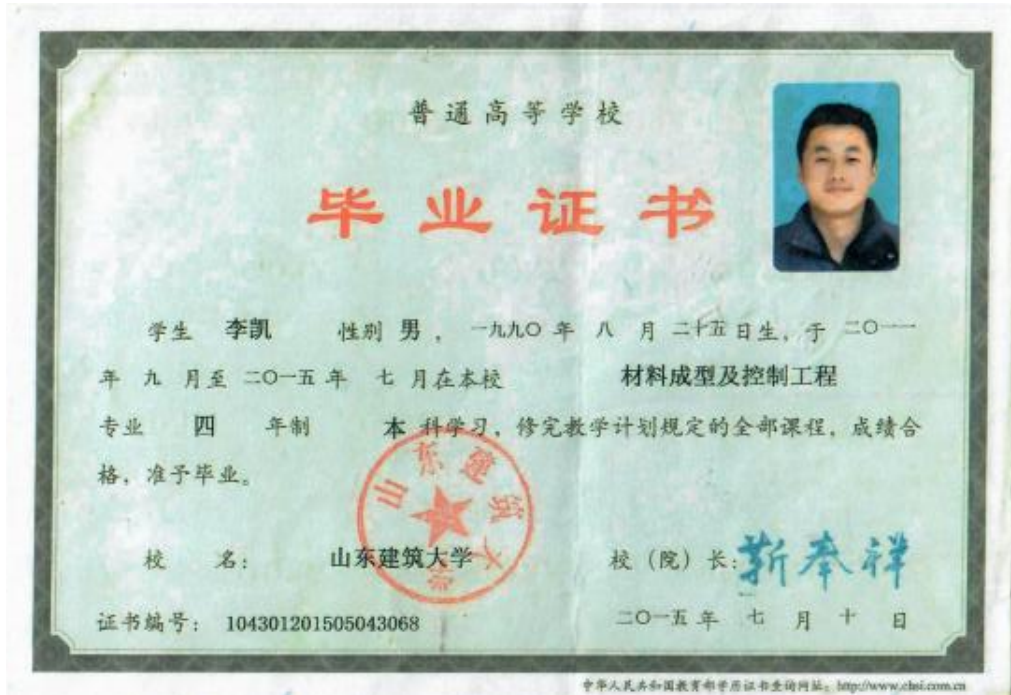 普通高等学校
毕业证书
学生 李凯 性别 男 ，一九九〇 年 八 月 二十五 日生，于 二〇一一
年 九 月至 二〇一五 年 七 月在本校 材料成型及控制工程
专业 四 年制 本 科学习，修完教学计划规定的全部课程，成绩合
格，准予毕业。
山东建筑大学
校 名： 山东建筑大学 校（院）长：靳奉祥
证书编号： 104301201505043068 二〇一五 年 七 月 十 日
中华人民共和国教育部学历证书查询网址：http://www.chsi.com.cn